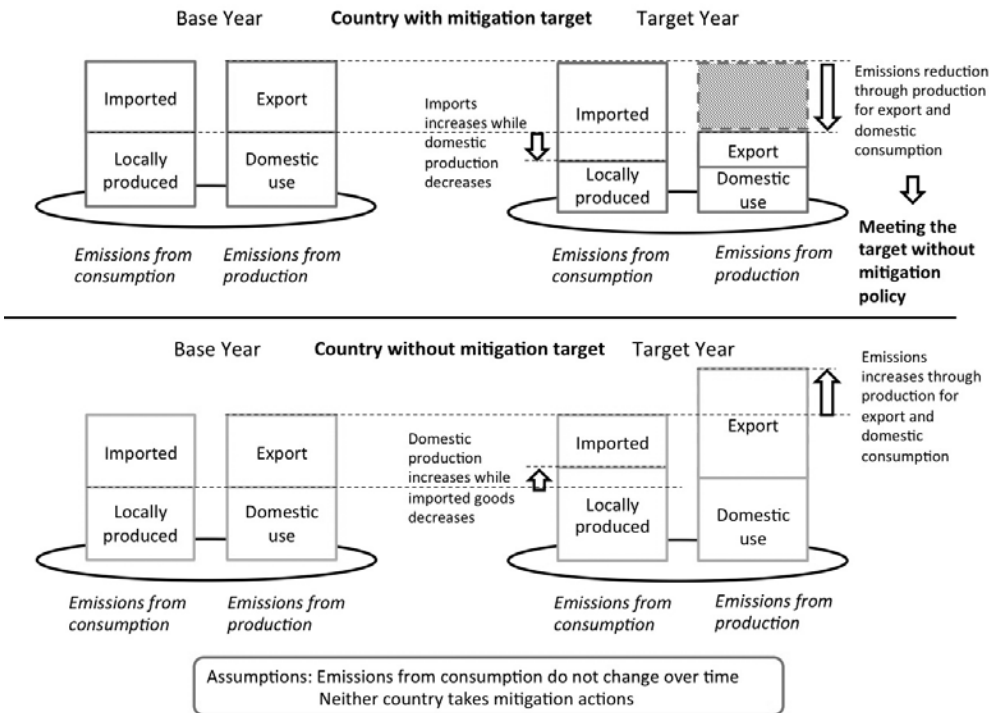 Base Year
Country with mitigation target
Target Year
Imported
Locally
produced
Export
Domestic
use
Imports
increases while
domestic
production
decreases
Imported
Locally
produced
Export
Domestic
use
Emissions reduction
through production
for export and
domestic
consumption
Meeting the
target without
mitigation
policy
Emissions from
consumption
Emissions from
production
Emissions from
consumption
Emissions from
production
Base Year
Country without mitigation target
Target Year
Imported
Locally
produced
Export
Domestic
use
Domestic
production
increases while
imported goods
decreases
Imported
Locally
produced
Export
Domestic
use
Emissions
increases through
production for
export and
domestic
consumption
Emissions from
consumption
Emissions from
production
Emissions from
consumption
Emissions from
production
Assumptions: Emissions from consumption do not change over time
Neither country takes mitigation actions